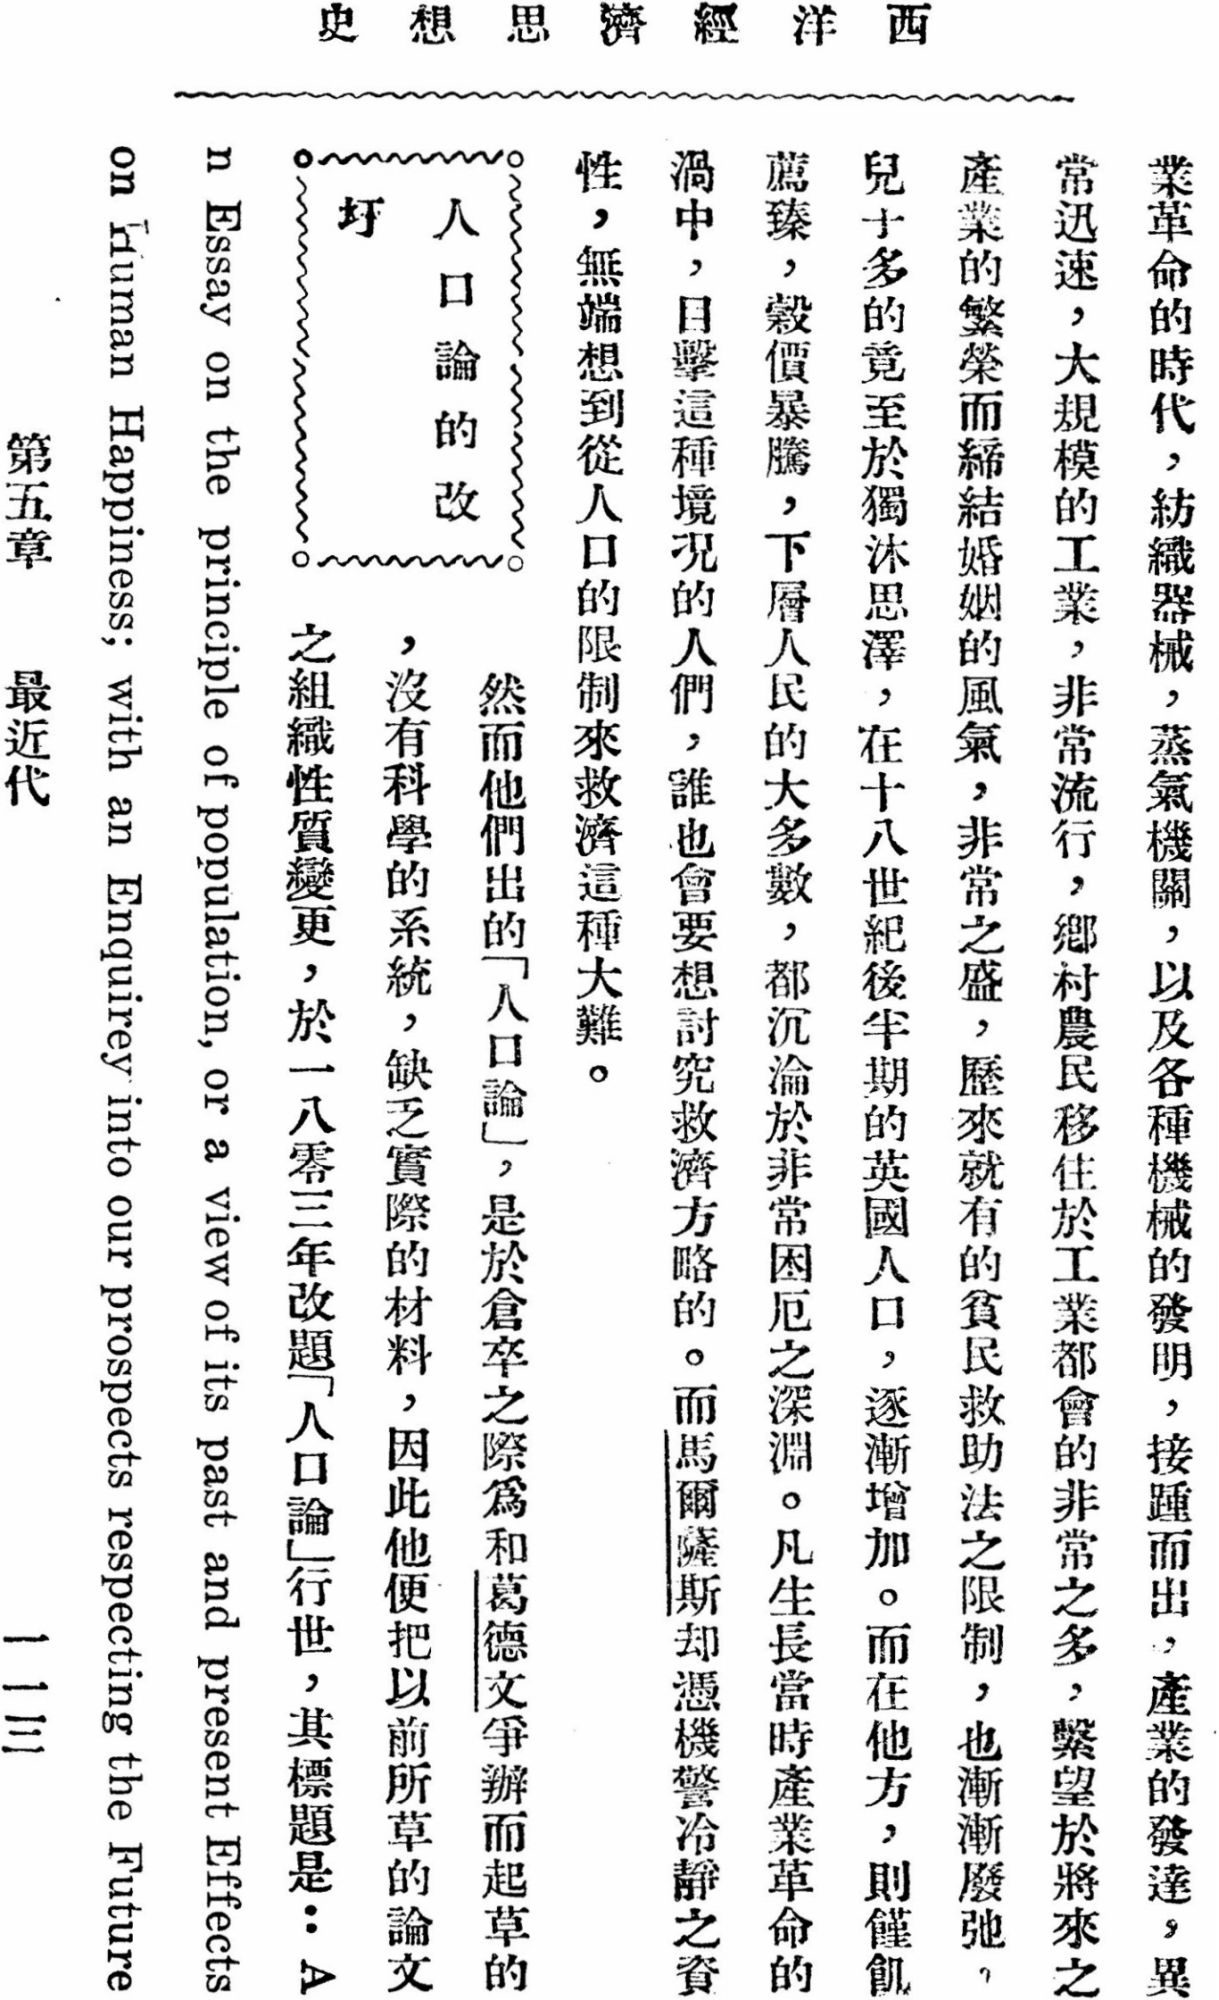 西洋經濟思想史
業革命的時代，紡織器械，蒸氣機關，以及各種機械的發明，接踵而出，產業的發達，異
常迅速，大規模的工業，非常流行，鄉村農民移住於工業都會的非常之多，繫望於將來之
產業的繁榮而締結婚姻的風氣，非常之盛，歷來就有的貧民救助法之限制，也漸漸廢弛，
兒十多的竟至於獨沐思澤，在十八世紀後半期的英國人口，逐漸增加。而在他方，則饉飢
薦臻，穀價暴騰，下層人民的大多數，都沉淪於非常困厄之深淵。凡生長當時產業革命的
渦中，目擊這種境況的人們，誰也會要想討究救濟方略的。而馬爾薩斯却憑機警冷靜之資
性，無端想到從人口的限制來救濟這種大難。
人口論的改
圩
然而他們出的「人口論」，是於倉卒之際爲和葛德文爭辦而起草的
，沒有科學的系統，缺乏實際的材料，因此他便把以前所草的論文
之組織性質變更，於一八零三年改題「人口論」行世，其標題是：A
n Essay on the principle of population, or a view of its past and present Effects
on Human Happiness; with an Enquirey into our prospects respecting the Future
第五章 最近代 一一三